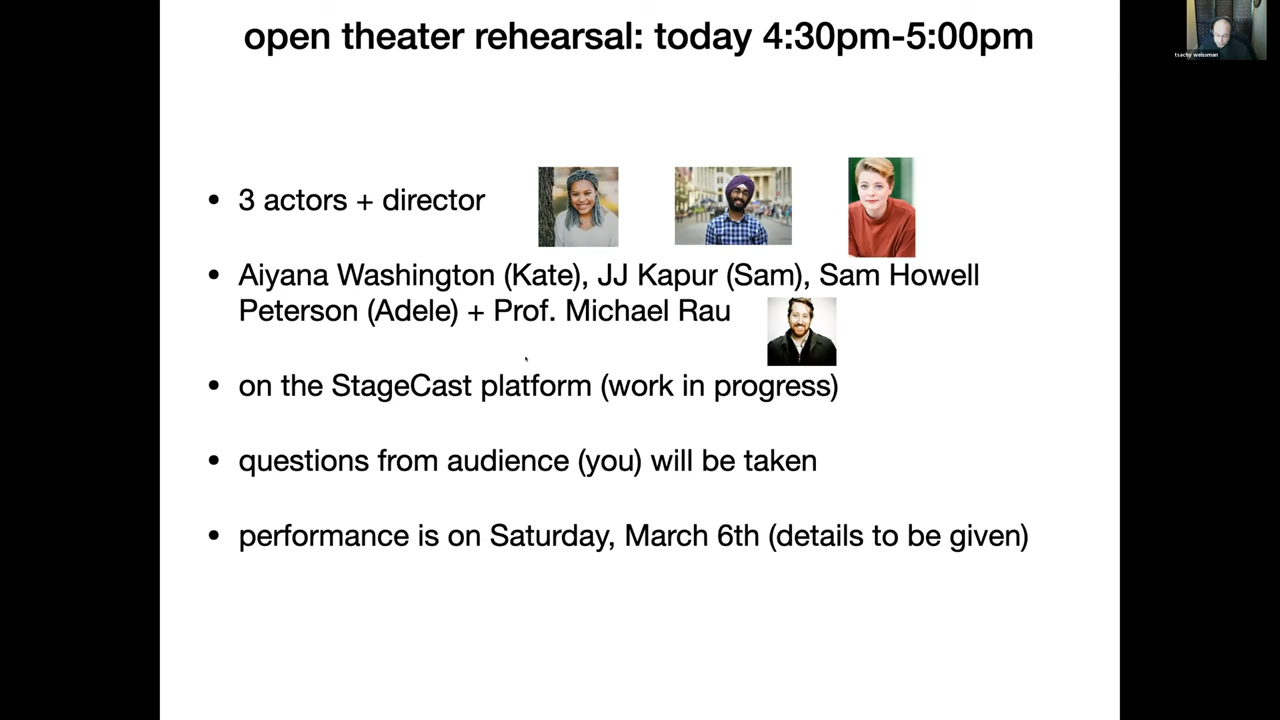 open theater rehearsal: today 4:30pm-5:00pm
tsachy weissman
• 3 actors + director
• Aiyana Washington (Kate), JJ Kapur (Sam), Sam Howell
Peterson (Adele) + Prof. Michael Rau
• on the StageCast platform (work in progress)
• questions from audience (you) will be taken
• performance is on Saturday, March 6th (details to be given)